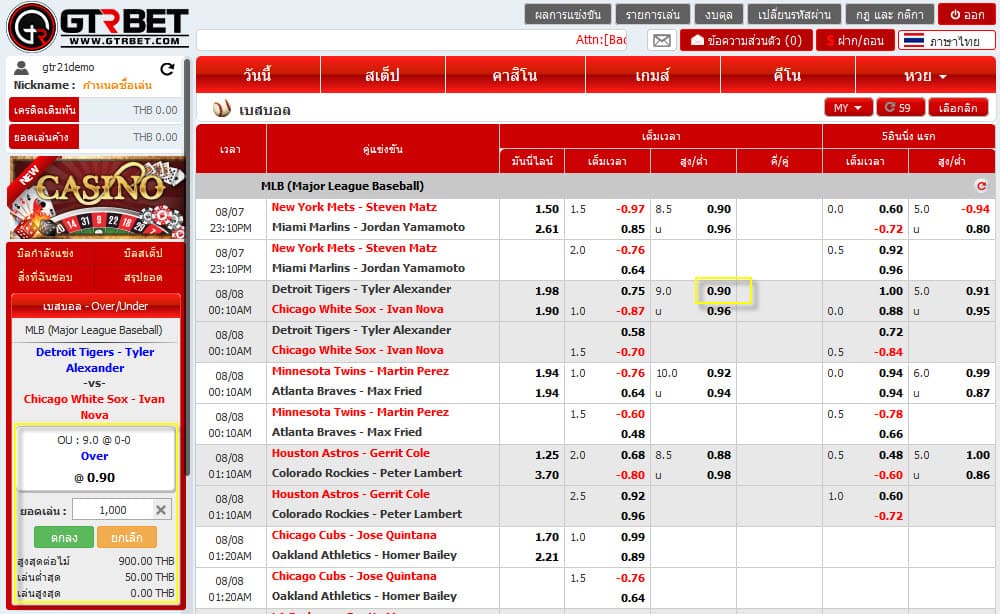 GTRBET
WWW.GTRBET.COM
ผลการแข่งขัน รายการเล่น งบดุล เปลี่ยนรหัสผ่าน กฎ และ กติกา ออก
Attn:[Bac
ข้อความส่วนตัว (0) $ ฝาก/ถอน ภาษาไทย
gtr21demo
Nickname : กำหนดชื่อเล่น
เครดิตเดิมพัน THB 0.00
ยอดเล่นค้าง THB 0.00
NEW
CASINO
บิลกำลังแข่ง บิลสเต็ป
สิ่งที่ฉันชอบ สรุปยอด
เบสบอล - Over/Under
MLB (Major League Baseball)
Detroit Tigers - Tyler
Alexander
-vs-
Chicago White Sox - Ivan
Nova
OU : 9.0 @ 0-0
Over
@ 0.90
ยอดเล่น : 1,000
ตกลง ยกเลิก
สูงสุดต่อไม้ 900.00 THB
เล่นต่ำสุด 50.00 THB
เล่นสูงสุด 0.00 THB
วันนี้ สเต็ป คาสิโน เกมส์ คีโน หวย
เบสบอล MY 59 เลือกลีก
เวลา คู่แข่งขัน เต็มเวลา 5อินนิ่ง แรก
มันนี่ไลน์ เต็มเวลา สูง/ต่ำ คี่/คู่ เต็มเวลา สูง/ต่ำ
MLB (Major League Baseball)
08/07 New York Mets - Steven Matz 1.50 1.5 -0.97 8.5 0.90 0.0 0.60 5.0 -0.94
23:10PM Miami Marlins - Jordan Yamamoto 2.61 0.85 u 0.96 -0.72 u 0.80
08/07 New York Mets - Steven Matz 2.0 -0.76 0.5 0.92
23:10PM Miami Marlins - Jordan Yamamoto 0.64 0.96
08/08 Detroit Tigers - Tyler Alexander 1.98 0.75 9.0 0.90 1.00 5.0 0.91
00:10AM Chicago White Sox - Ivan Nova 1.90 1.0 -0.87 u 0.96 0.0 0.88 u 0.95
08/08 Detroit Tigers - Tyler Alexander 0.58 0.72
00:10AM Chicago White Sox - Ivan Nova 1.5 -0.70 0.5 -0.84
08/08 Minnesota Twins - Martin Perez 1.94 1.0 -0.76 10.0 0.92 0.0 0.94 6.0 0.99
00:10AM Atlanta Braves - Max Fried 1.94 0.64 u 0.94 0.94 u 0.87
08/08 Minnesota Twins - Martin Perez 1.5 -0.60 0.5 -0.78
00:10AM Atlanta Braves - Max Fried 0.48 0.66
08/08 Houston Astros - Gerrit Cole 1.25 2.0 0.68 8.5 0.88 0.5 0.48 5.0 1.00
01:10AM Colorado Rockies - Peter Lambert 3.70 -0.80 u 0.98 -0.60 u 0.86
08/08 Houston Astros - Gerrit Cole 2.5 0.92 1.0 0.60
01:10AM Colorado Rockies - Peter Lambert 0.96 -0.72
08/08 Chicago Cubs - Jose Quintana 1.70 1.0 0.99
01:20AM Oakland Athletics - Homer Bailey 2.21 0.89
08/08 Chicago Cubs - Jose Quintana 1.5 -0.76
01:20AM Oakland Athletics - Homer Bailey 0.64